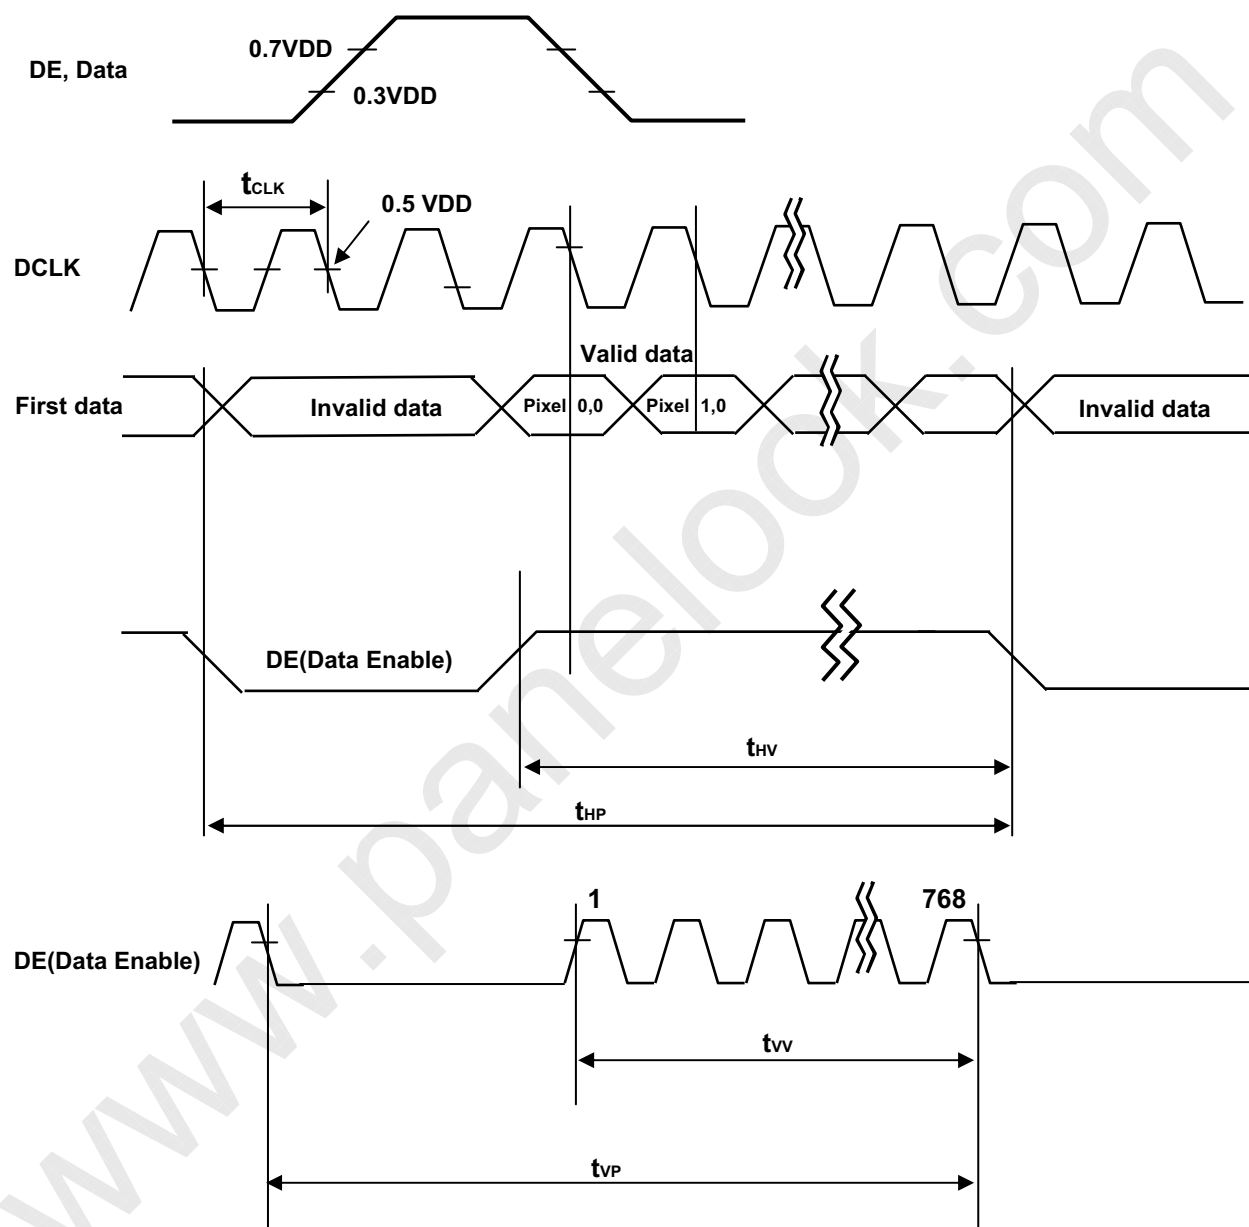 0.7VDD
DE, Data
0.3VDD
tCLK
0.5 VDD
DCLK
Valid data
First data
Invalid data
Pixel 0,0
Pixel 1,0
Invalid data
DE(Data Enable)
tHV
tHP
1
768
DE(Data Enable)
tVV
tVP
www.panelook.com